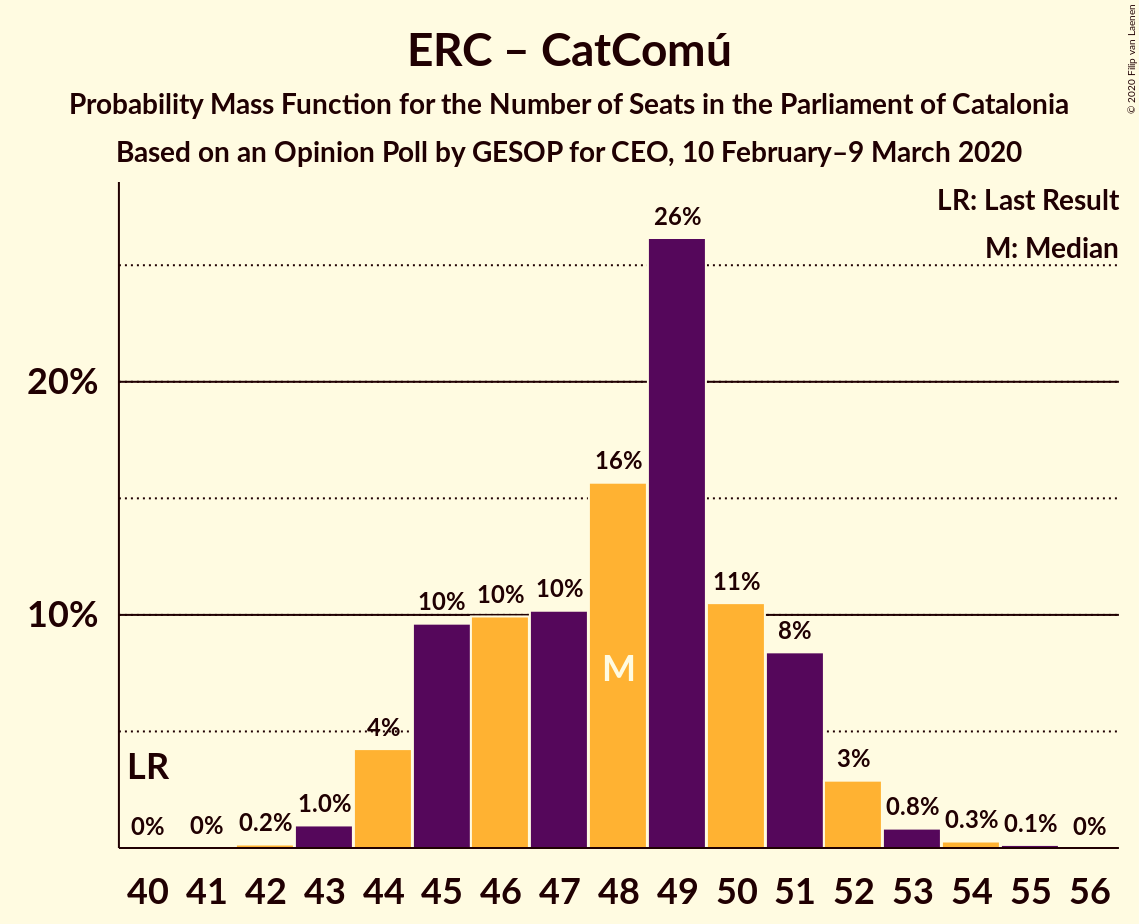 ERC – CatComú
Probability Mass Function for the Number of Seats in the Parliament of Catalonia
Based on an Opinion Poll by GESOP for CEO, 10 February–9 March 2020
© 2020 Filip van Laenen
LR: Last Result
M: Median
20%
10%
LR
M
0% 0% 0.2% 1.0% 4% 10% 10% 10% 16% 26% 11% 8% 3% 0.8% 0.3% 0.1% 0%
40 41 42 43 44 45 46 47 48 49 50 51 52 53 54 55 56